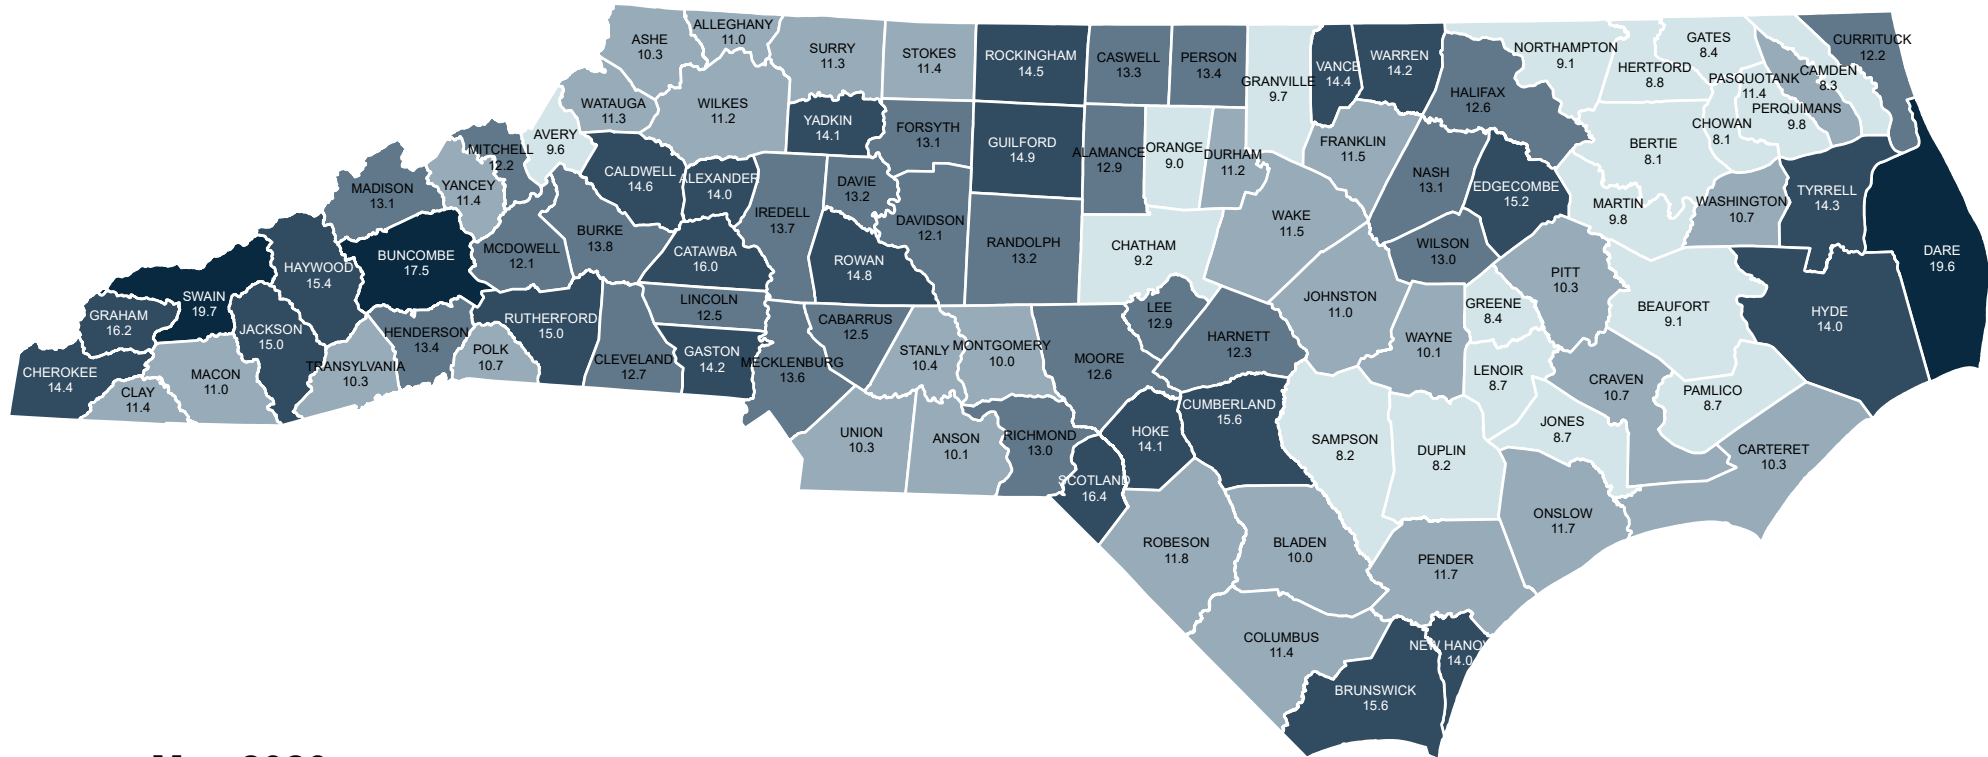 ASHE
10.3
ALLEGHANY
11.0
SURRY
11.3
STOKES
11.4
ROCKINGHAM
14.5
CASWELL
13.3
PERSON
13.4
GRANVILLE
9.7
VANCE
14.4
WARREN
14.2
NORTHAMPTON
9.1
GATES
8.4
HERTFORD
8.8
CURRITUCK
12.2
CAMDEN
8.3
PASQUOTANK
11.4
PERQUIMANS
9.8
CHOWAN
8.1
HALIFAX
12.6
BERTIE
8.1
WATAUGA
11.3
WILKES
11.2
YADKIN
14.1
FORSYTH
13.1
GUILFORD
14.9
ALAMANCE
12.9
ORANGE
9.0
DURHAM
11.2
FRANKLIN
11.5
NASH
13.1
EDGECOMBE
15.2
MARTIN
9.8
WASHINGTON
10.7
TYRRELL
14.3
DARE
19.6
AVERY
9.6
MITCHELL
12.2
YANCEY
11.4
MADISON
13.1
CALDWELL
14.6
ALEXANDER
14.0
IREDELL
13.7
DAVIE
13.2
DAVIDSON
12.1
RANDOLPH
13.2
CHATHAM
9.2
WAKE
11.5
WILSON
13.0
PITT
10.3
BEAUFORT
9.1
HYDE
14.0
BUNCOMBE
17.5
MCDOWELL
12.1
BURKE
13.8
CATAWBA
16.0
ROWAN
14.8
HAYWOOD
15.4
SWAIN
19.7
GRAHAM
16.2
JACKSON
15.0
CHEROKEE
14.4
CLAY
11.4
MACON
11.0
TRANSYLVANIA
10.3
HENDERSON
13.4
POLK
10.7
RUTHERFORD
15.0
CLEVELAND
12.7
LINCOLN
12.5
GASTON
14.2
MECKLENBURG
13.6
CABARRUS
12.5
STANLY
10.4
MONTGOMERY
10.0
MOORE
12.6
LEE
12.9
HARNETT
12.3
JOHNSTON
11.0
WAYNE
10.1
GREENE
8.4
LENOIR
8.7
CRAVEN
10.7
PAMLICO
8.7
JONES
8.7
CARTERET
10.3
UNION
10.3
ANSON
10.1
RICHMOND
13.0
SCOTLAND
16.4
HOKE
14.1
CUMBERLAND
15.6
SAMPSON
8.2
DUPLIN
8.2
ONSLOW
11.7
ROBESON
11.8
BLADEN
10.0
PENDER
11.7
COLUMBUS
11.4
BRUNSWICK
15.6
NEW HANO
14.0